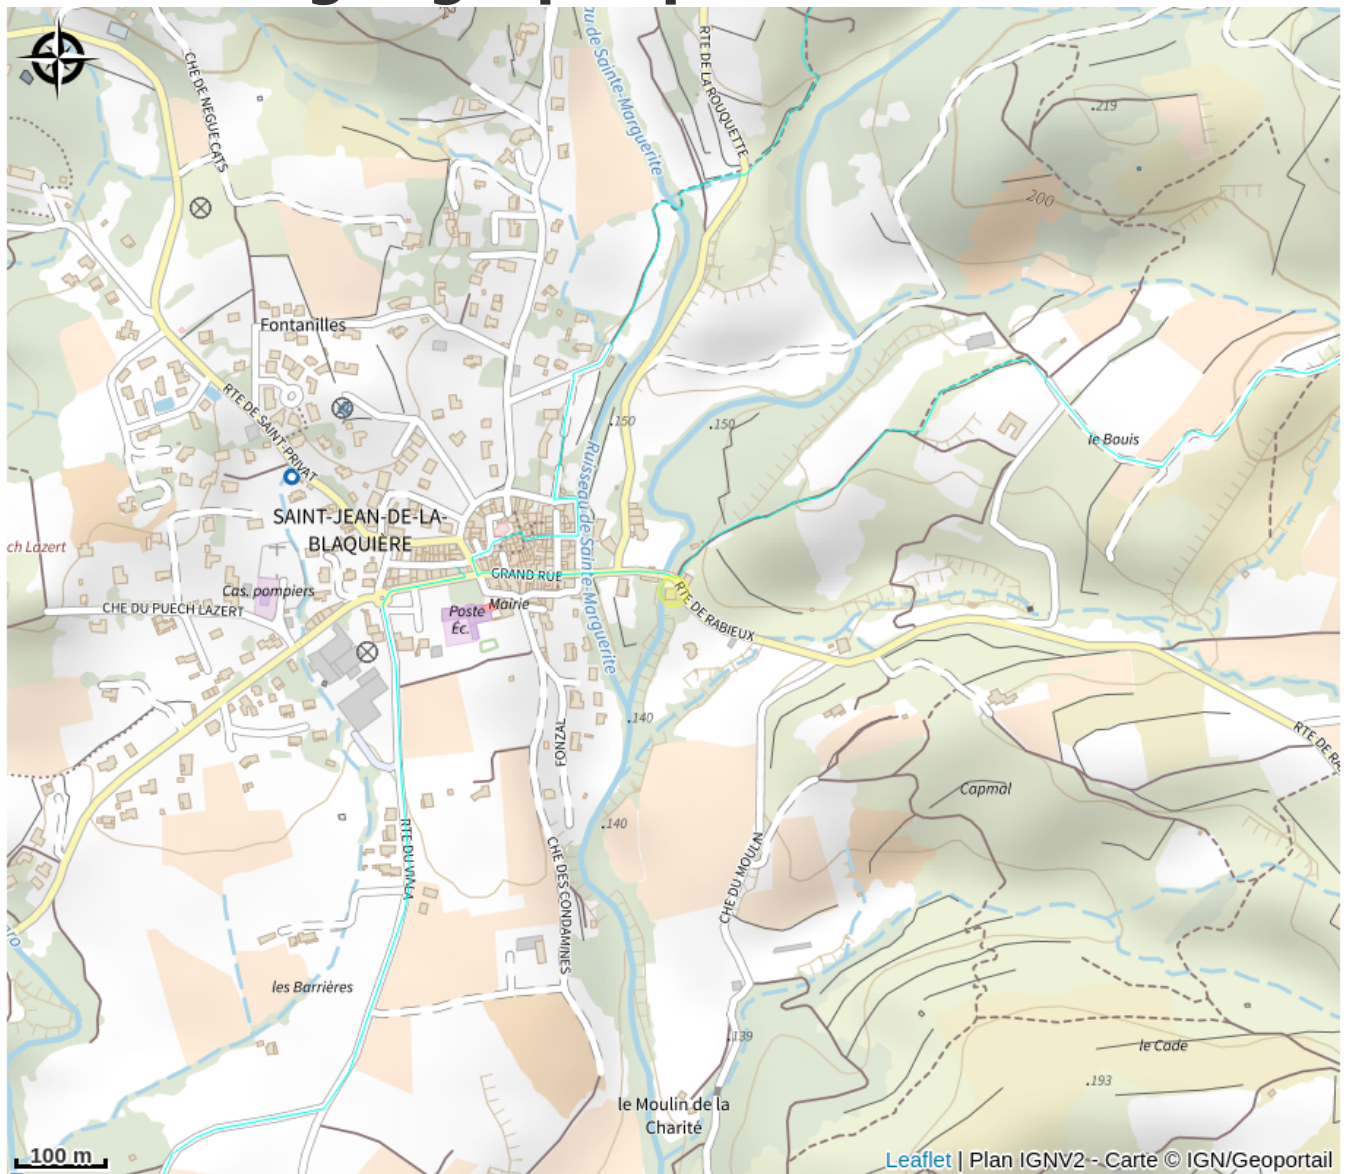 RTE DE LA ROUQUETTE
au de Sainte-Marguerite
CHE DE NEGUE CATS
.219
200
Fontanilles
RTE DE SAINT-PRIVAT
.150
.150
le Bouis
Ruisseau de Sainte-Marguerite
SAINT-JEAN-DE-LA-
BLAQUIÈRE
ch Lazert
GRAND RUE
Cas. pompiers
CHE DU PUECH LAZERT
Poste
Éc.
Mairie
RTE DE RABIEUX
.140
FONZAL
RTE DE RA
Capmal
.140
RTE DU VIALA
CHE DES CONDAMINES
CHE DU MOULIN
les Barrières
.139
le Cade
.193
le Moulin de la
Charité
100 m
Leaflet | Plan IGNV2 - Carte © IGN/Geoportail